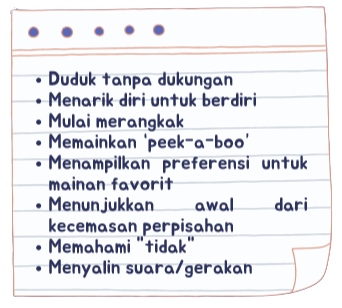 • Duduk tanpa dukungan
• Menarik diri untuk berdiri
• Mulai merangkak
• Memainkan 'peek-a-boo'
• Menampilkan preferensi untuk
mainan favorit
• Menunjukkan awal dari
kecemasan perpisahan
• Memahami "tidak"
• Menyalin suara/gerakan